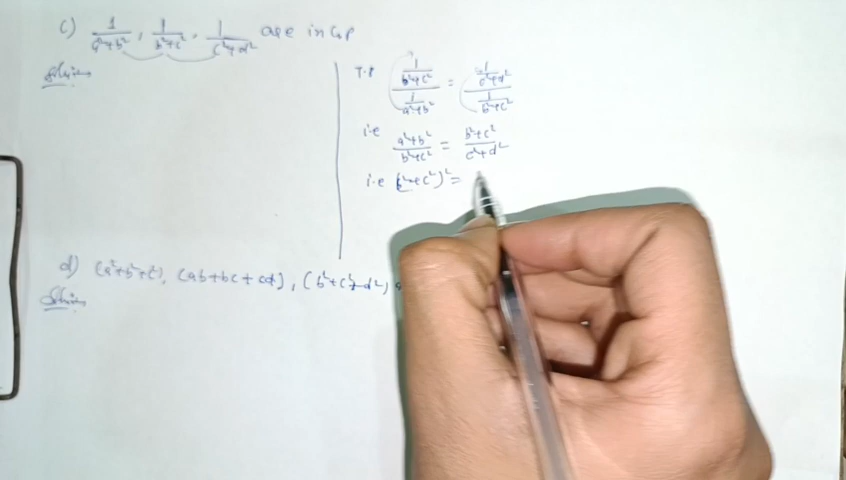 c) 1/(a²+b²), 1/(b²+c²), 1/(c²+d²) are in G.P
Soln:-
T.P (1/(b²+c²))/(1/(a²+b²)) = (1/(c²+d²))/(1/(b²+c²))
i.e (a²+b²)/(b²+c²) = (b²+c²)/(c²+d²)
i.e (b²+c²)² =
d) (a²+b²+c²), (ab+bc+cd), (b²+c²+d²) a
Soln:-